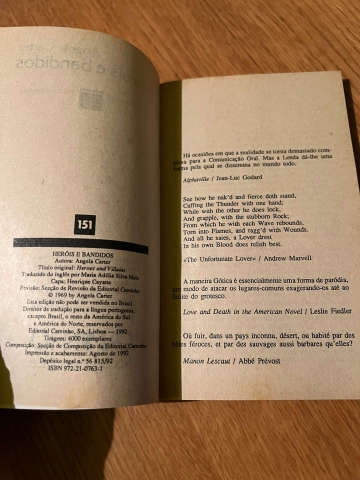 151
HERÓIS E BANDIDOS
Autora: Angela Carter
Título original: Heroes and Villains
Traduzido do inglês por Maria Adélia Silva Melo
Capa: Henrique Cayatte
Revisão: Secção de Revisão da Editorial Caminho
© 1969 by Angela Carter
Esta edição não pode ser vendida no Brasil
Direitor de tradução para a língua portuguesa,
excepto Brasil, e resto da América do Sul
e América do Norte, reservados por
Editorial Caminho, SA, Lisboa — 1992
Tiragem: 4000 exemplares
Composição: Secção de Composição da Editorial Caminho
Impressão e acabamento: Agosto de 1992
Depósito legal n.º 56 815/92
ISBN 972-21-0763-1
Há ocasiões em que a realidade se torna demasiado com-
plexa para a Comunicação Oral. Mas a Lenda dá-lhe uma
forma pela qual se dissemina no mundo todo.
Alphaville / Jean-Luc Godard
See how he nak'd and fierce doth stand,
Cuffing the Thunder with one hand;
While with the other he does lock,
And grapple, with the stubborn Rock;
From which he with each Wave rebounds,
Torn into Flames, and ragg'd with Wounds.
And all he saies, a Lover drest
In his own Blood does relish best.
«The Unfortunate Lover» / Andrew Marvell
A maneira Gótica é essencialmente uma forma de paródia,
um modo de atacar os lugares-comuns exagerando-os até ao
limite do grotesco.
Love and Death in the American Novel / Leslin Fiedles
Où fuir, dans un pays inconnu, désert, ou habité par des
bêtes féroces, et par des sauvages aussi barbares qu'elles?
Manon Lescaut / Abbé Prévost